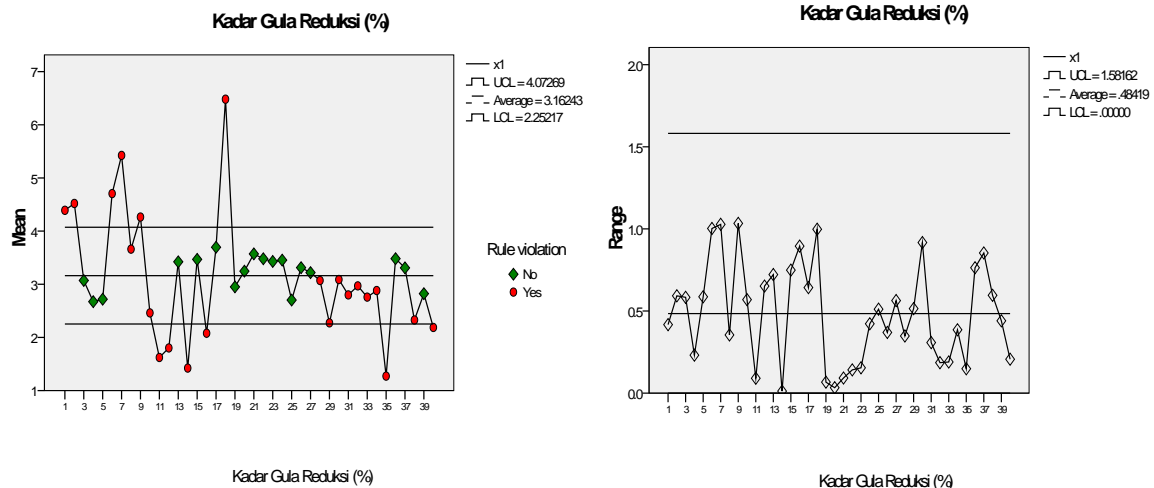 Kadar Gula Reduksi (%)
x1
UCL = 4.07269
Average = 3.16243
LCL = 2.25217
Mean
7
6
5
4
3
2
1
Rule violation
No
Yes
1 3 5 7 9 11 13 15 17 19 21 23 25 27 29 31 33 35 37 39
Kadar Gula Reduksi (%)
Kadar Gula Reduksi (%)
x1
UCL = 1.58162
Average = .48419
LCL = .00000
Range
2.0
1.5
1.0
0.5
0.0
1 3 5 7 9 11 13 15 17 19 21 23 25 27 29 31 33 35 37 39
Kadar Gula Reduksi (%)